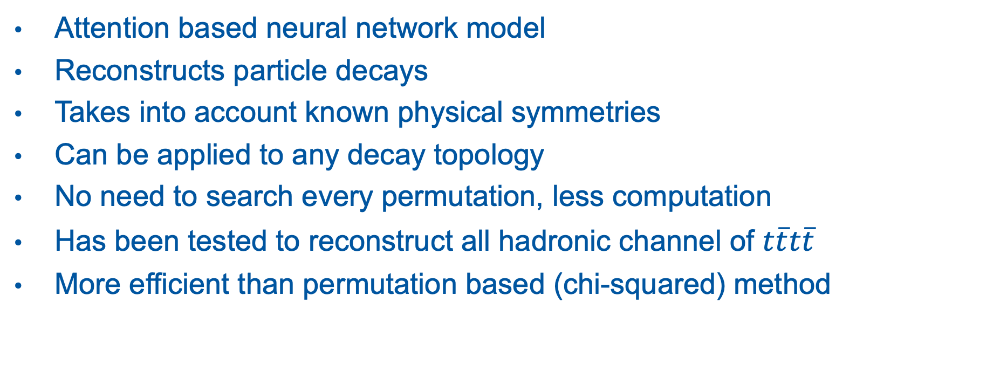 • Attention based neural network model
• Reconstructs particle decays
• Takes into account known physical symmetries
• Can be applied to any decay topology
• No need to search every permutation, less computation
• Has been tested to reconstruct all hadronic channel of 𝑡𝑡̅𝑡𝑡̅
• More efficient than permutation based (chi-squared) method